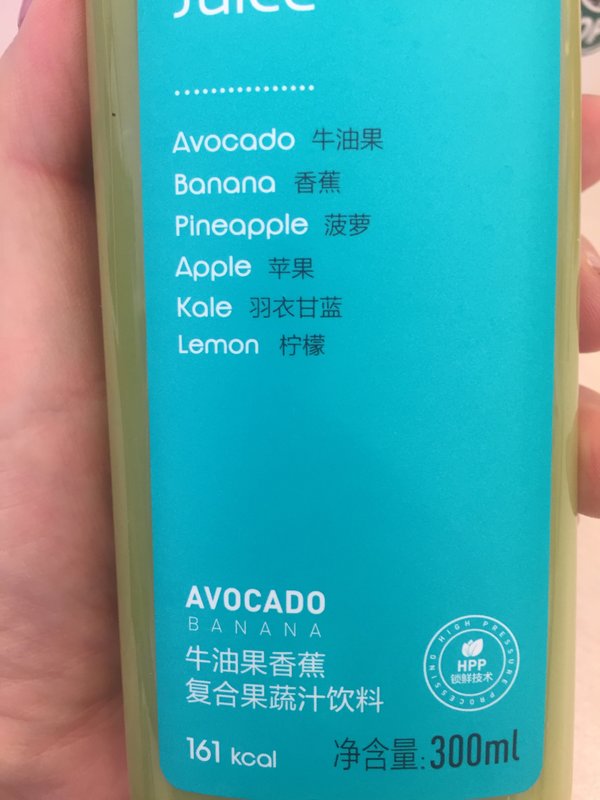 Juice
Avocado 牛油果
Banana 香蕉
Pineapple 菠萝
Apple 苹果
Kale 羽衣甘蓝
Lemon 柠檬
AVOCADO
BANANA
牛油果香蕉
复合果蔬汁饮料
HIGH PRESSURE PROCESSING
HPP
锁鲜技术
161 kcal
净含量:300ml